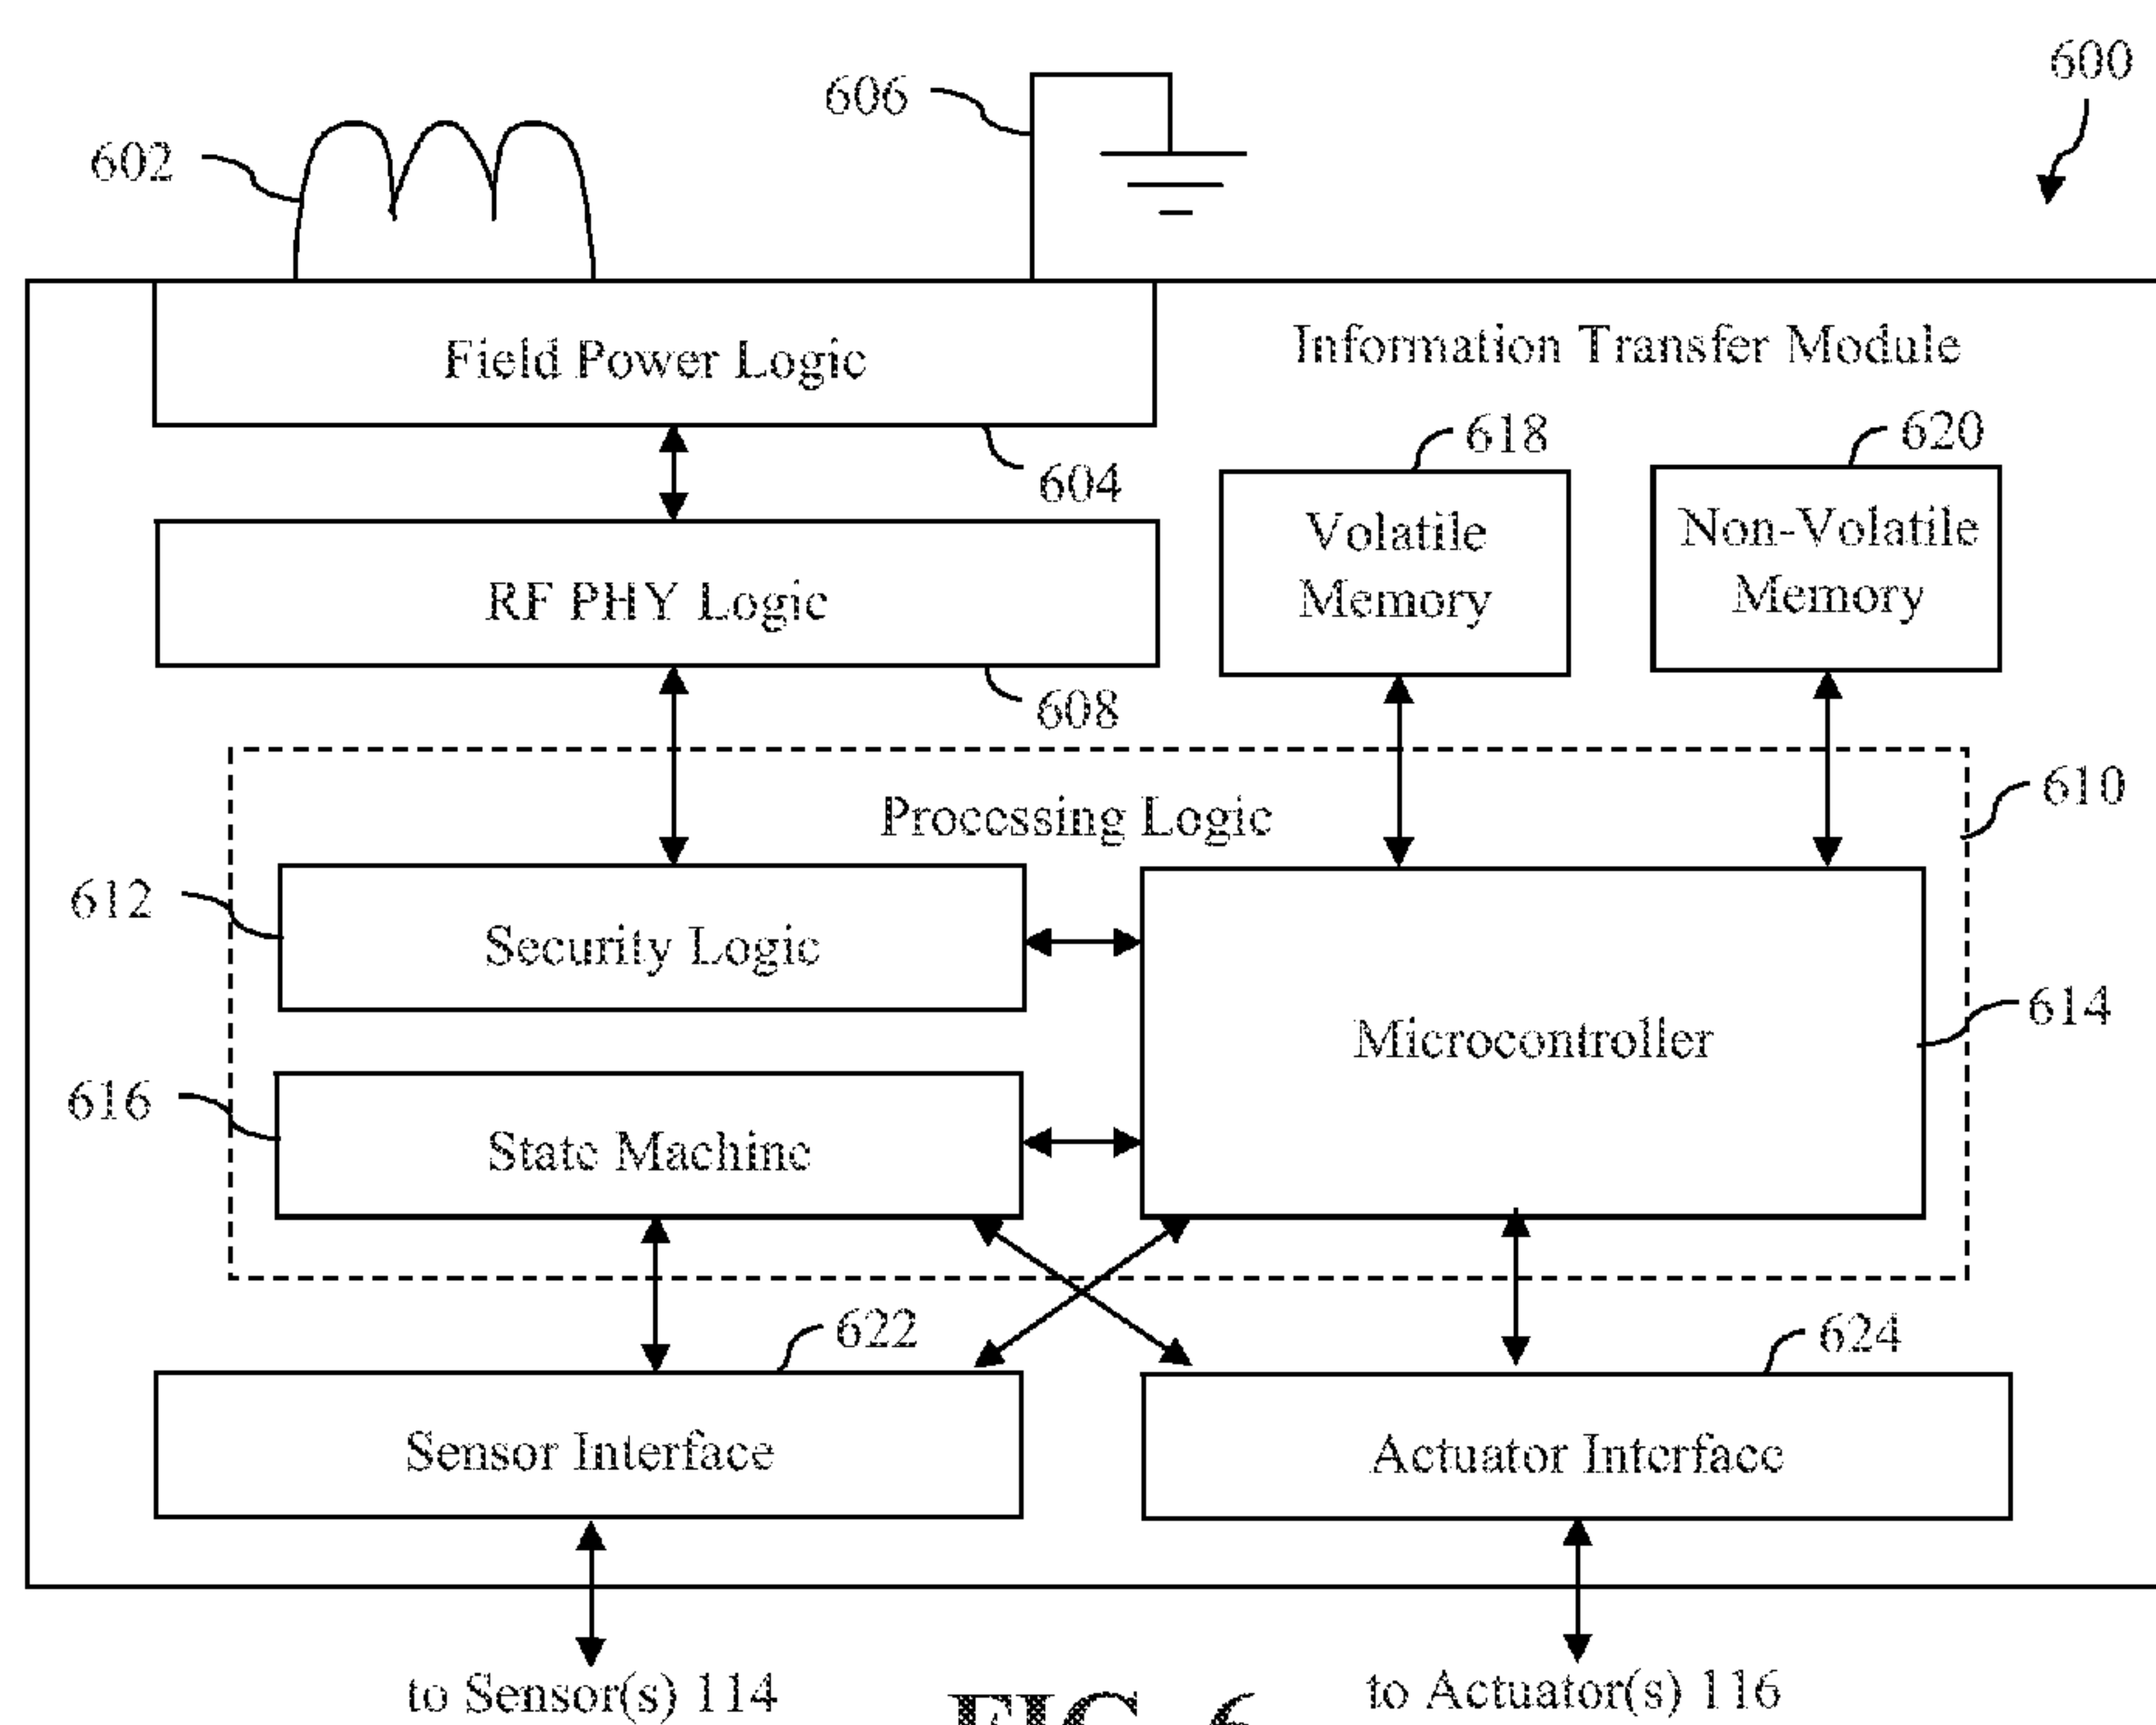 600
606
602
Field Power Logic
Information Transfer Module
604
618
620
Volatile
Memory
Non-Volatile
Memory
RF PHY Logic
608
610
Processing Logic
612
Security Logic
Microcontroller
614
616
State Machine
622
624
Sensor Interface
Actuator Interface
to Sensor(s) 114
to Actuator(s) 116
FIG. 6